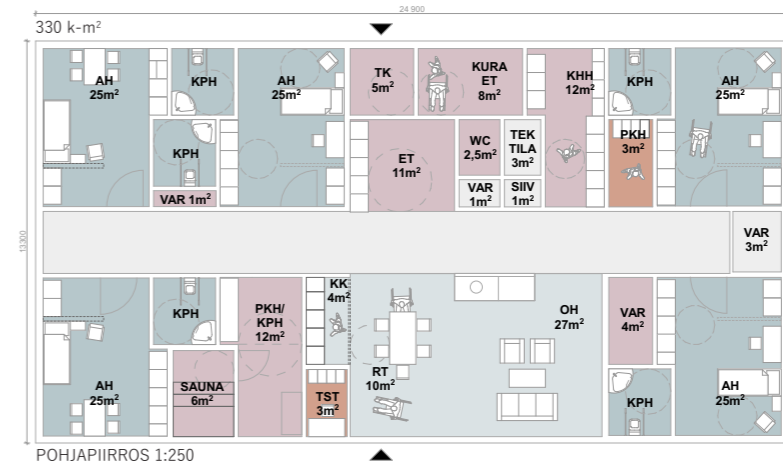 24 900
330 k-m²
13300
AH
25m²
KPH
AH
25m²
TK
5m²
KURA
ET
8m²
KHH
12m²
KPH
AH
25m²
KPH
VAR 1m²
ET
11m²
WC
2,5m²
TEK
TILA
3m²
PKH
3m²
VAR
1m²
SIIV
1m²
VAR
3m²
KPH
PKH/
KPH
12m²
KK
4m²
OH
27m²
VAR
4m²
AH
25m²
SAUNA
6m²
TST
3m²
RT
10m²
KPH
AH
25m²
POHJAPIIRROS 1:250